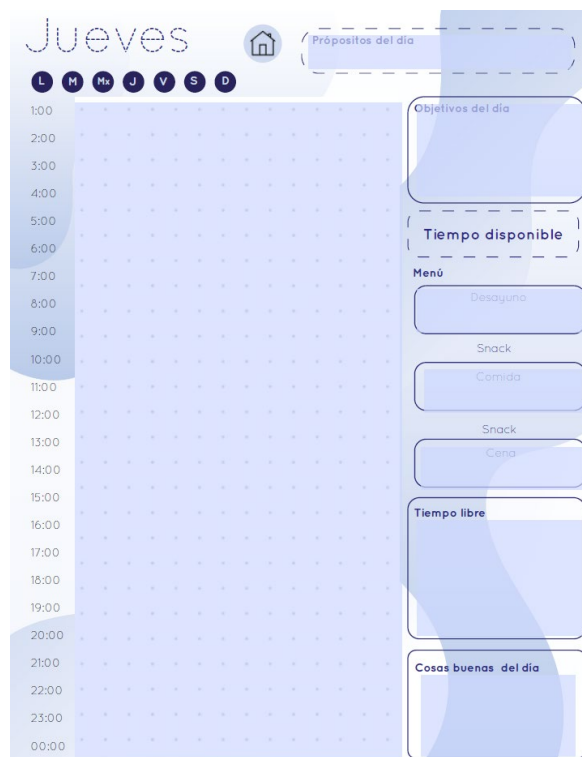 Jueves
Própositos del día
L M Mx J V S D
1:00
2:00
3:00
4:00
5:00
6:00
7:00
8:00
9:00
10:00
11:00
12:00
13:00
14:00
15:00
16:00
17:00
18:00
19:00
20:00
21:00
22:00
23:00
00:00
Objetivos del día
Tiempo disponible
Menú
Desayuno
Snack
Comida
Snack
Cena
Tiempo libre
Cosas buenas del dia